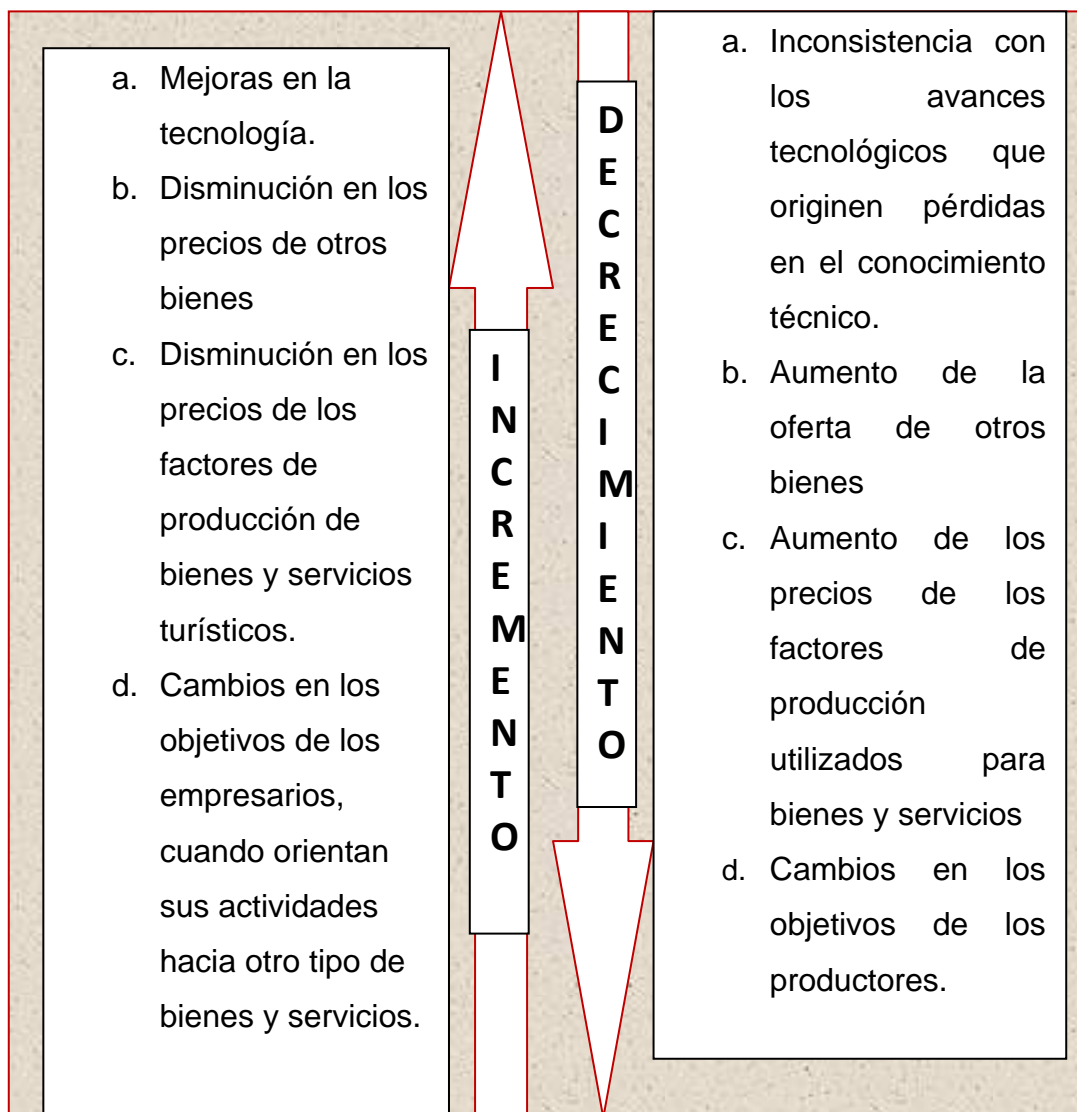 a. Mejoras en la
tecnología.
b. Disminución en los
precios de otros
bienes
c. Disminución en los
precios de los
factores de
producción de
bienes y servicios
turísticos.
d. Cambios en los
objetivos de los
empresarios,
cuando orientan
sus actividades
hacia otro tipo de
bienes y servicios.
INCREMENTO
DECRECIMIENTO
a. Inconsistencia con
los avances
tecnológicos que
originen pérdidas
en el conocimiento
técnico.
b. Aumento de la
oferta de otros
bienes
c. Aumento de los
precios de los
factores de
producción
utilizados para
bienes y servicios
d. Cambios en los
objetivos de los
productores.